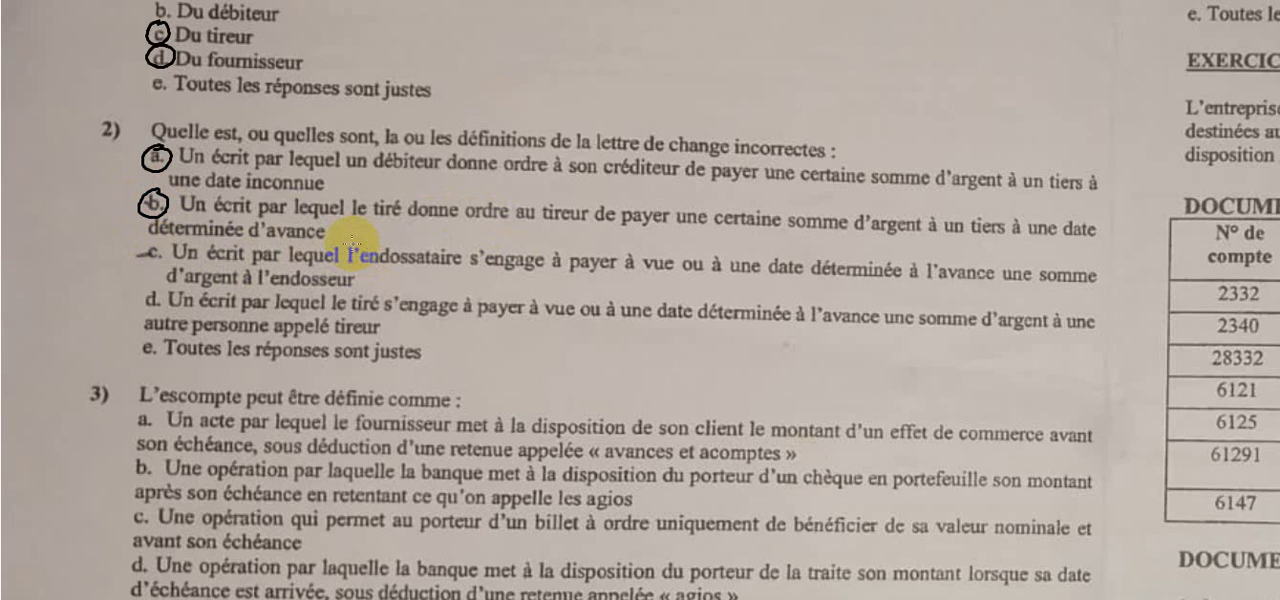 b. Du débiteur
c. Du tireur
d. Du fournisseur
e. Toutes les réponses sont justes
2) Quelle est, ou quelles sont, la ou les définitions de la lettre de change incorrectes :
a. Un écrit par lequel un débiteur donne ordre à son créditeur de payer une certaine somme d'argent à un tiers à
une date inconnue
b. Un écrit par lequel le tiré donne ordre au tireur de payer une certaine somme d'argent à un tiers à une date
déterminée d'avance
c. Un écrit par lequel l'endossataire s'engage à payer à vue ou à une date déterminée à l'avance une somme
d'argent à l'endosseur
d. Un écrit par lequel le tiré s'engage à payer à vue ou à une date déterminée à l'avance une somme d'argent à une
autre personne appelé tireur
e. Toutes les réponses sont justes
3) L'escompte peut être définie comme :
a. Un acte par lequel le fournisseur met à la disposition de son client le montant d'un effet de commerce avant
son échéance, sous déduction d'une retenue appelée « avances et acomptes »
b. Une opération par laquelle la banque met à la disposition du porteur d'un chèque en portefeuille son montant
après son échéance en retentant ce qu'on appelle les agios
c. Une opération qui permet au porteur d'un billet à ordre uniquement de bénéficier de sa valeur nominale et
avant son échéance
d. Une opération par laquelle la banque met à la disposition du porteur de la traite son montant lorsque sa date
d'échéance est arrivée, sous déduction d'une retenue appelée « agios »
e. Toutes le
EXERCIC
L'entreprise
destinées au
disposition
DOCUME
N° de
compte
2332
2340
28332
6121
6125
61291
6147
DOCUME